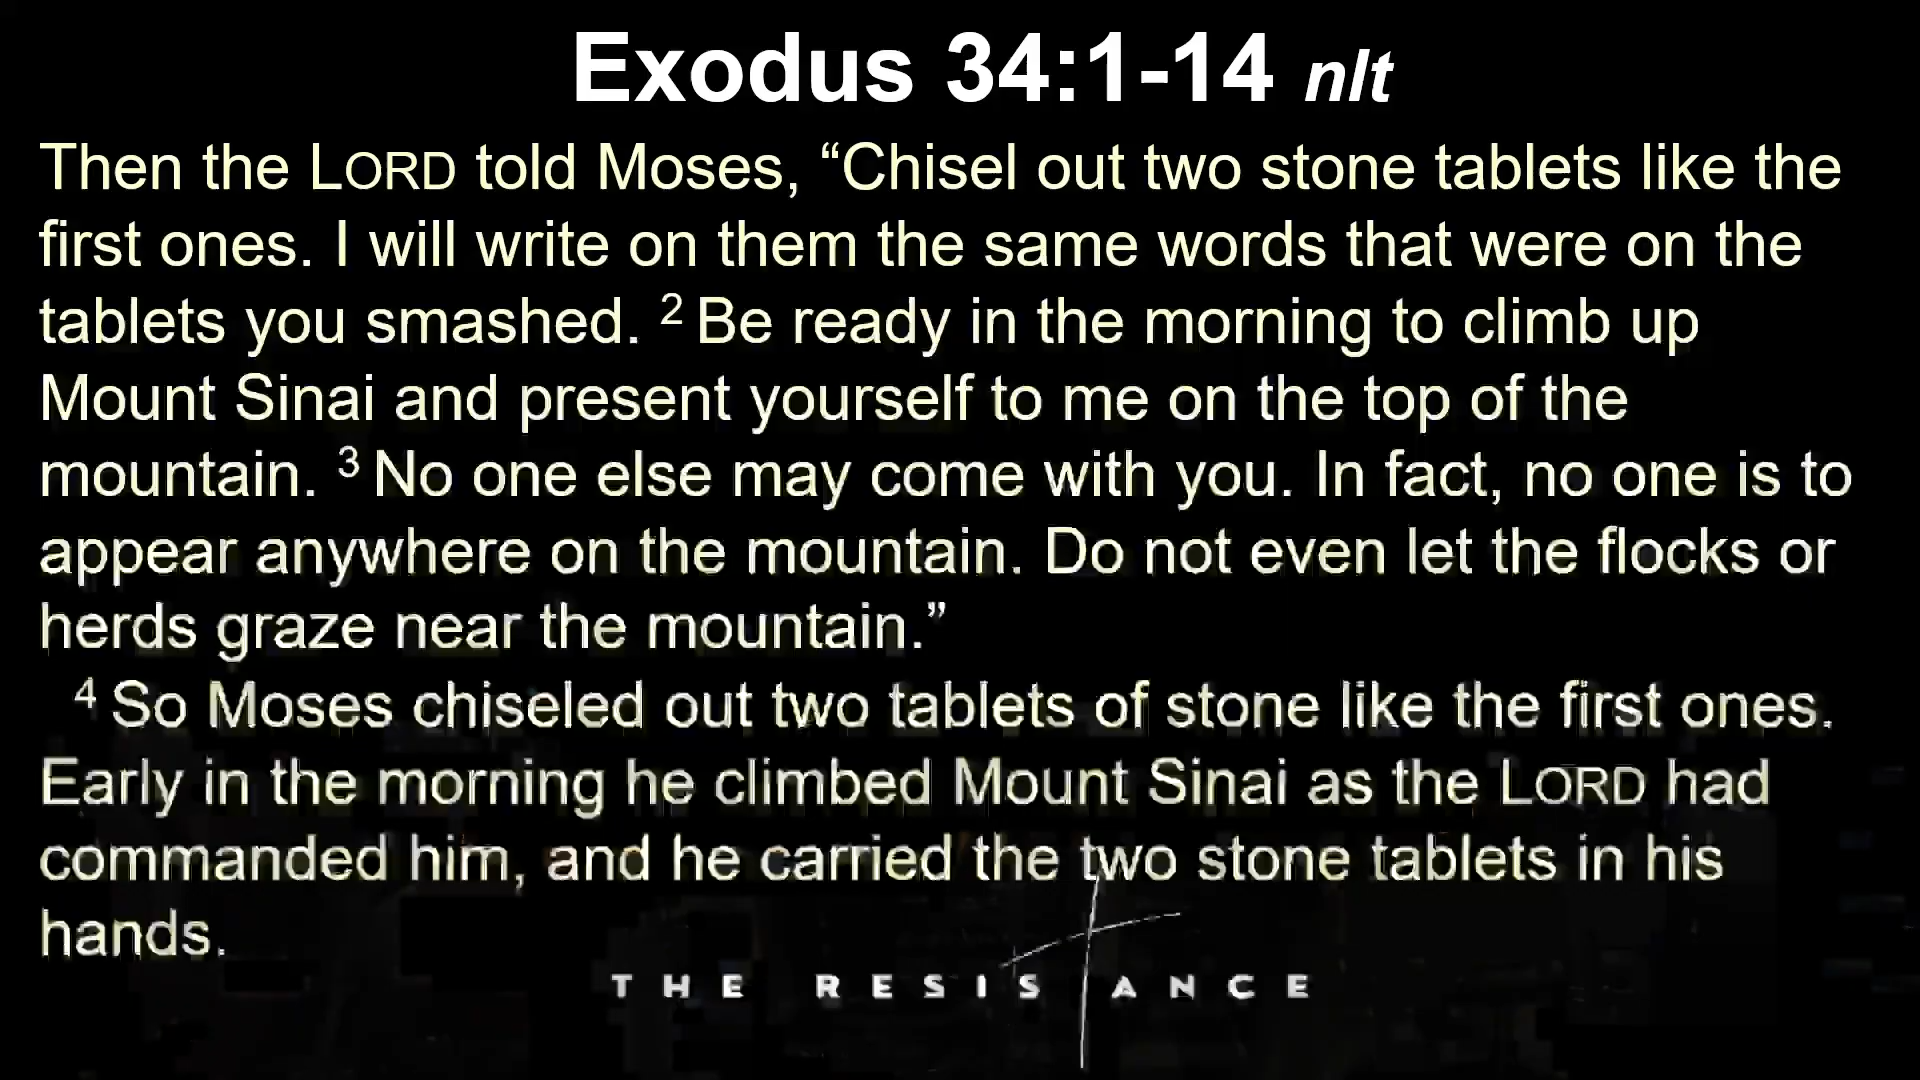 Exodus 34:1-14 nlt
Then the LORD told Moses, “Chisel out two stone tablets like the
first ones. I will write on them the same words that were on the
tablets you smashed. 2 Be ready in the morning to climb up
Mount Sinai and present yourself to me on the top of the
mountain. 3 No one else may come with you. In fact, no one is to
appear anywhere on the mountain. Do not even let the flocks or
herds graze near the mountain.”
4 So Moses chiseled out two tablets of stone like the first ones.
Early in the morning he climbed Mount Sinai as the LORD had
commanded him, and he carried the two stone tablets in his
hands.
THE RESISTANCE